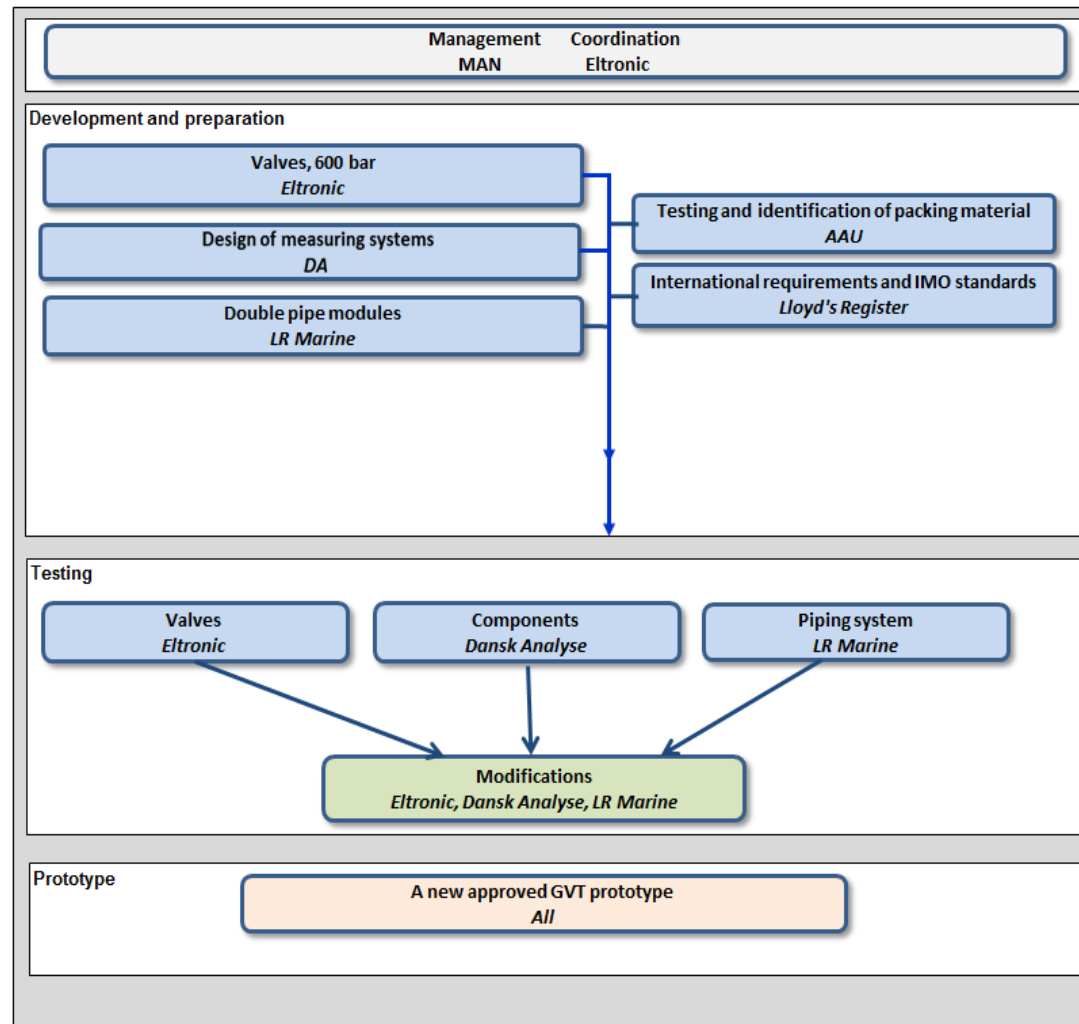 Management Coordination
MAN Eltronic
Development and preparation
Valves, 600 bar
Eltronic
Testing and identification of packing material
AAU
Design of measuring systems
DA
International requirements and IMO standards
Lloyd's Register
Double pipe modules
LR Marine
Testing
Valves
Eltronic
Components
Dansk Analyse
Piping system
LR Marine
Modifications
Eltronic, Dansk Analyse, LR Marine
Prototype
A new approved GVT prototype
All